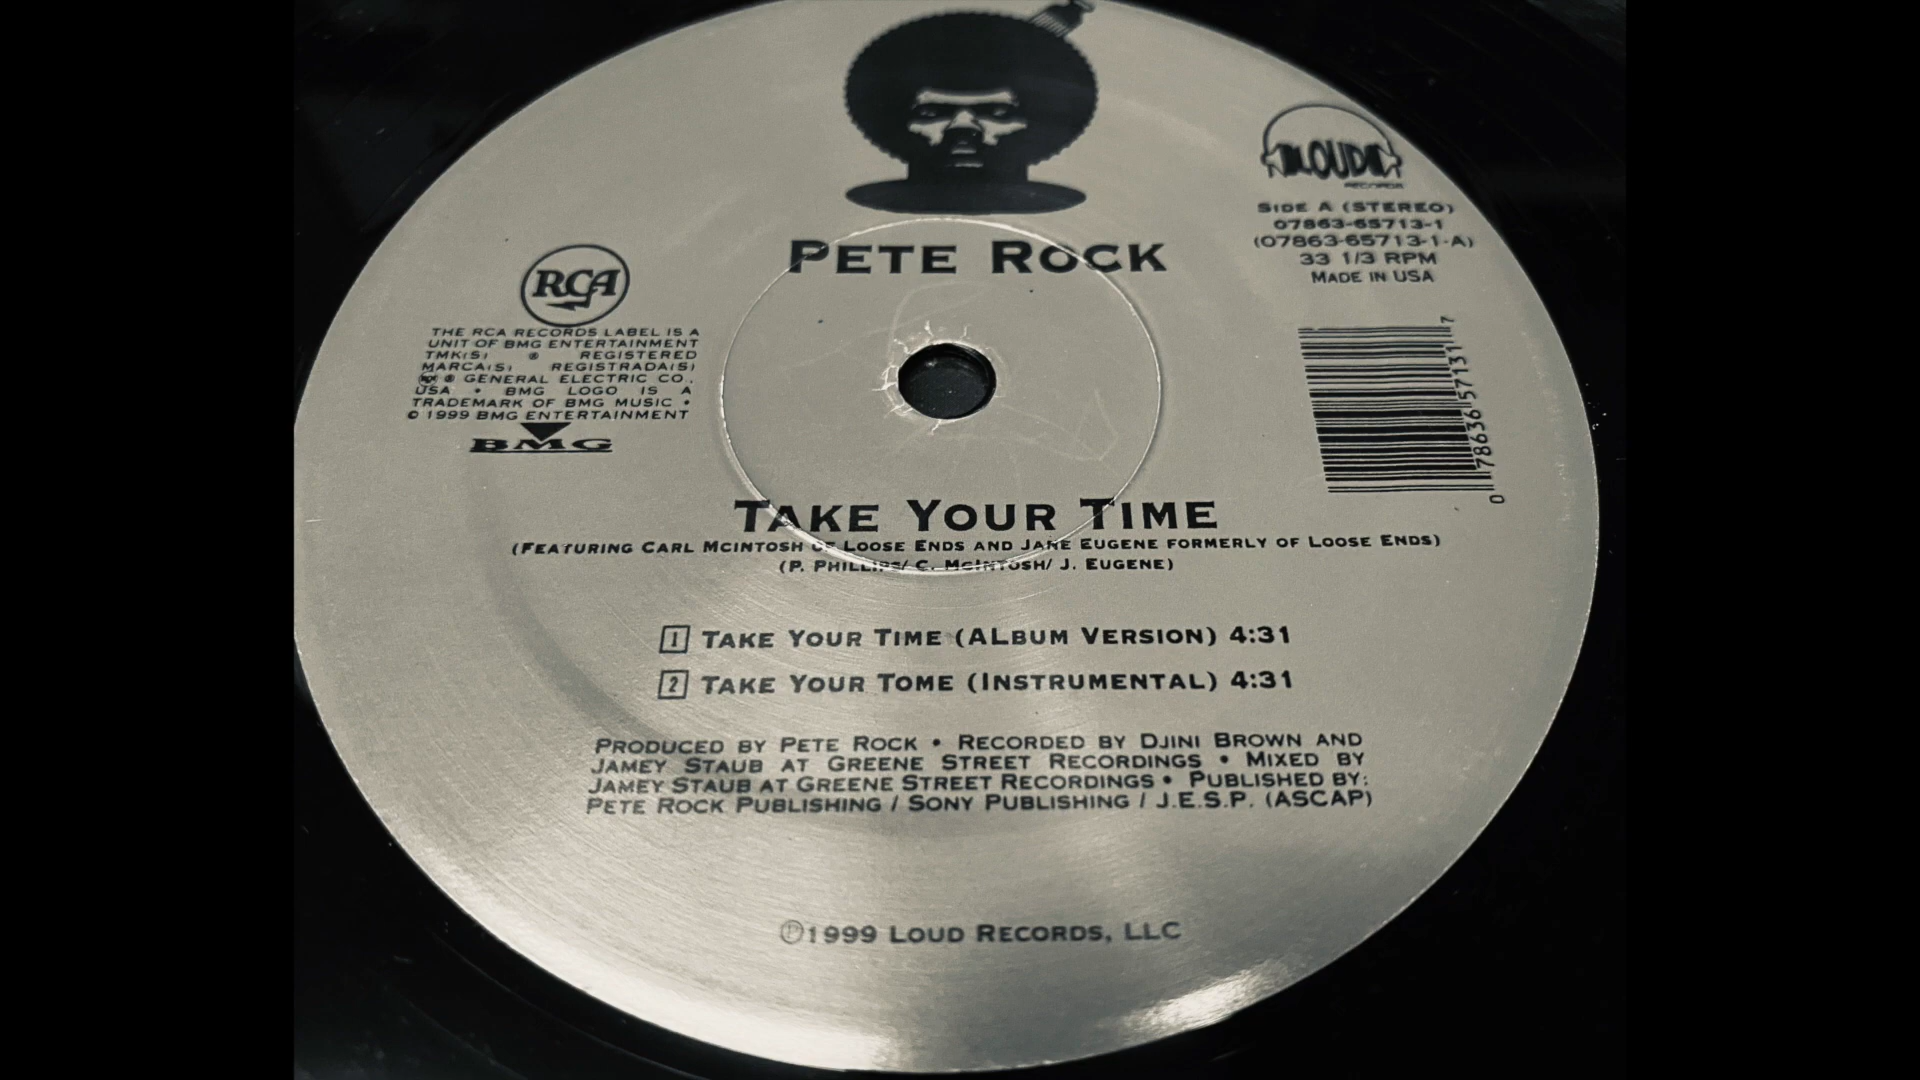 LOUD
RECORDS
SIDE A (STEREO)
07863-65713-1
(07863-65713-1-A)
33 1/3 RPM
MADE IN USA
PETE ROCK
RCA
THE RCA RECORDS LABEL IS A
UNIT OF BMG ENTERTAINMENT
TMK(S) ® REGISTERED
MARCA(S) REGISTRADA(S)
RCA ® GENERAL ELECTRIC CO.,
USA • BMG LOGO IS A
TRADEMARK OF BMG MUSIC •
© 1999 BMG ENTERTAINMENT
BMG
0 78636 57131 7
TAKE YOUR TIME
(FEATURING CARL MCINTOSH OF LOOSE ENDS AND JANE EUGENE FORMERLY OF LOOSE ENDS)
(P. PHILLIPS/ C. MCINTOSH/ J. EUGENE)
1 TAKE YOUR TIME (ALBUM VERSION) 4:31
2 TAKE YOUR TOME (INSTRUMENTAL) 4:31
PRODUCED BY PETE ROCK • RECORDED BY DJINI BROWN AND
JAMEY STAUB AT GREENE STREET RECORDINGS • MIXED BY
JAMEY STAUB AT GREENE STREET RECORDINGS • PUBLISHED BY:
PETE ROCK PUBLISHING / SONY PUBLISHING / J.E.S.P. (ASCAP)
℗1999 LOUD RECORDS, LLC